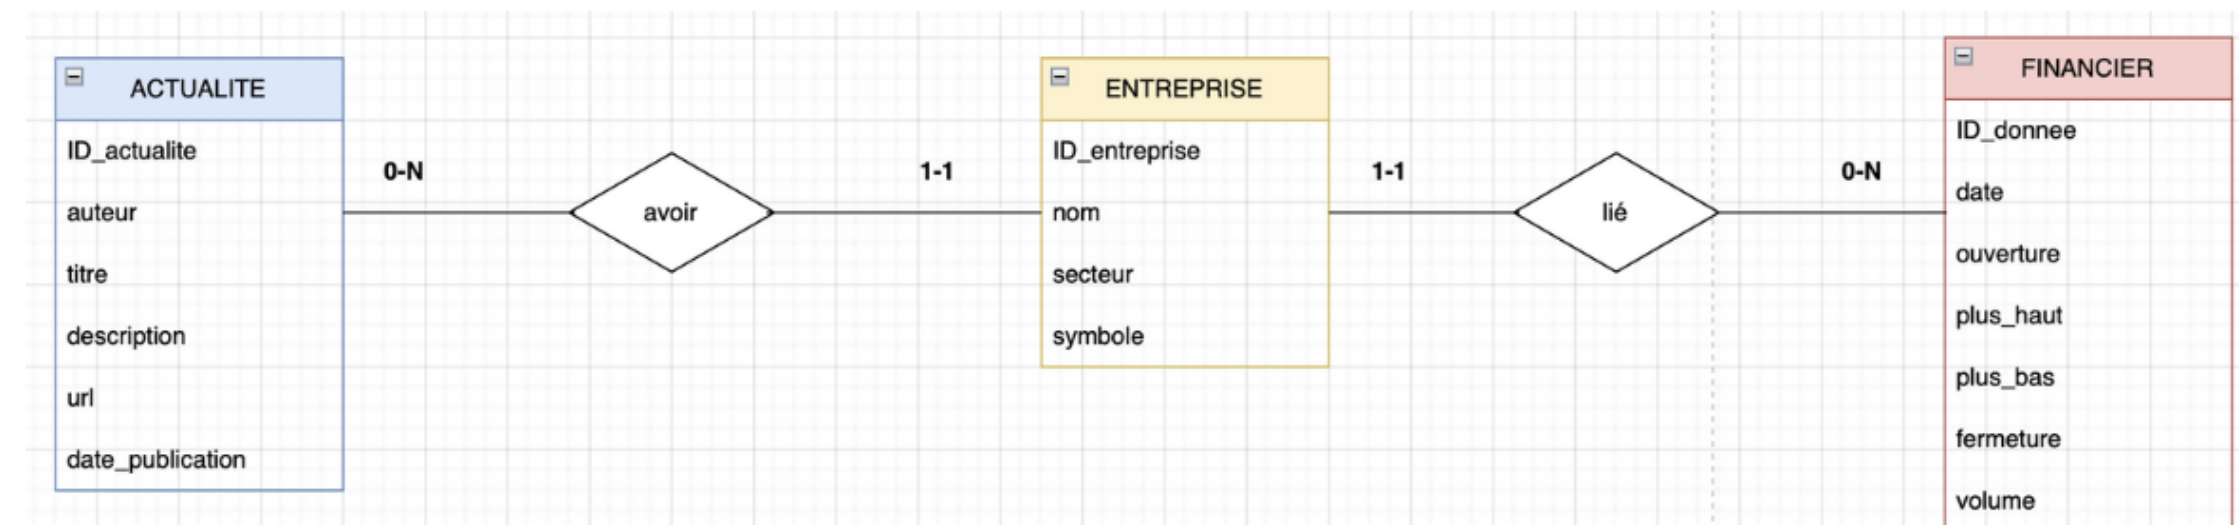 ACTUALITE
ID_actualite
auteur
titre
description
url
date_publication
0-N
avoir
1-1
ENTREPRISE
ID_entreprise
nom
secteur
symbole
1-1
lié
0-N
FINANCIER
ID_donnee
date
ouverture
plus_haut
plus_bas
fermeture
volume